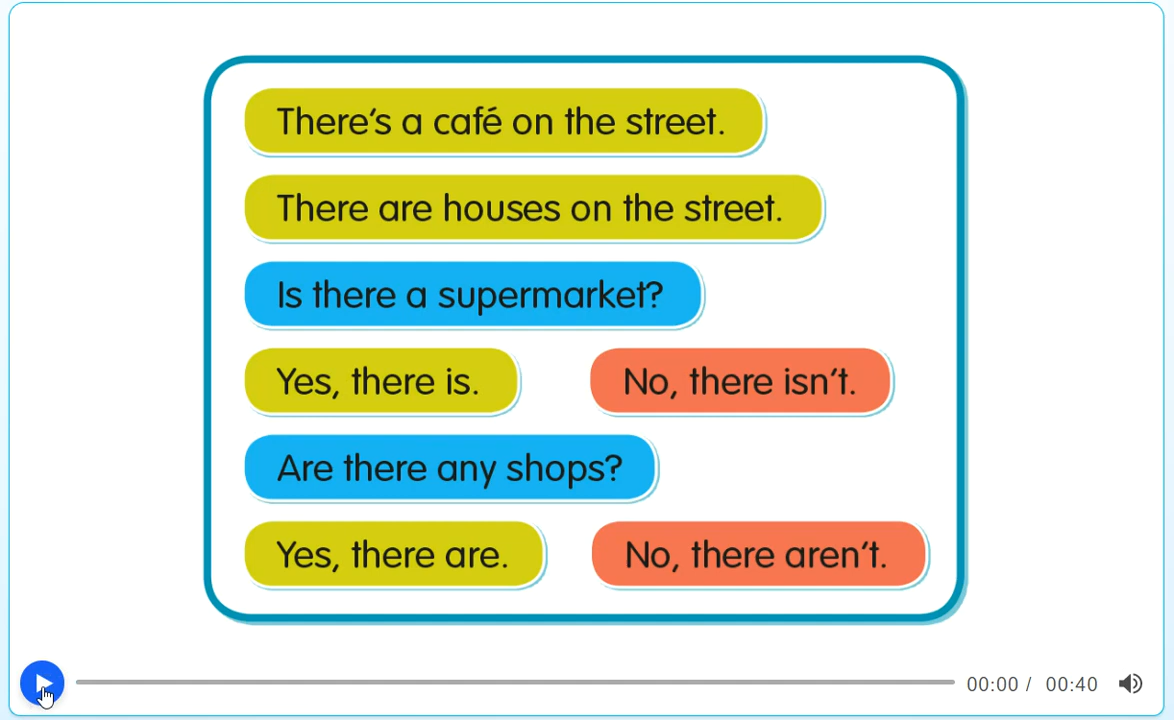 There's a café on the street.
There are houses on the street.
Is there a supermarket?
Yes, there is. No, there isn't.
Are there any shops?
Yes, there are. No, there aren't.
00:00 / 00:40